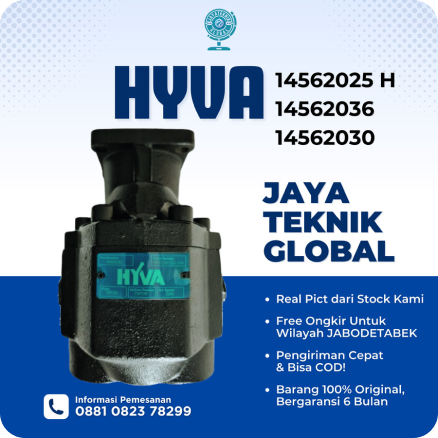 HYVA
14562025 H
14562036
14562030
JAYA
TEKNIK
GLOBAL
HYVA
Real Pict dari Stock Kami
Free Ongkir Untuk
Wilayah JABODETABEK
Pengiriman Cepat
& Bisa COD!
Barang 100% Original,
Bergaransi 6 Bulan
Informasi Pemesanan
0881 0823 78299